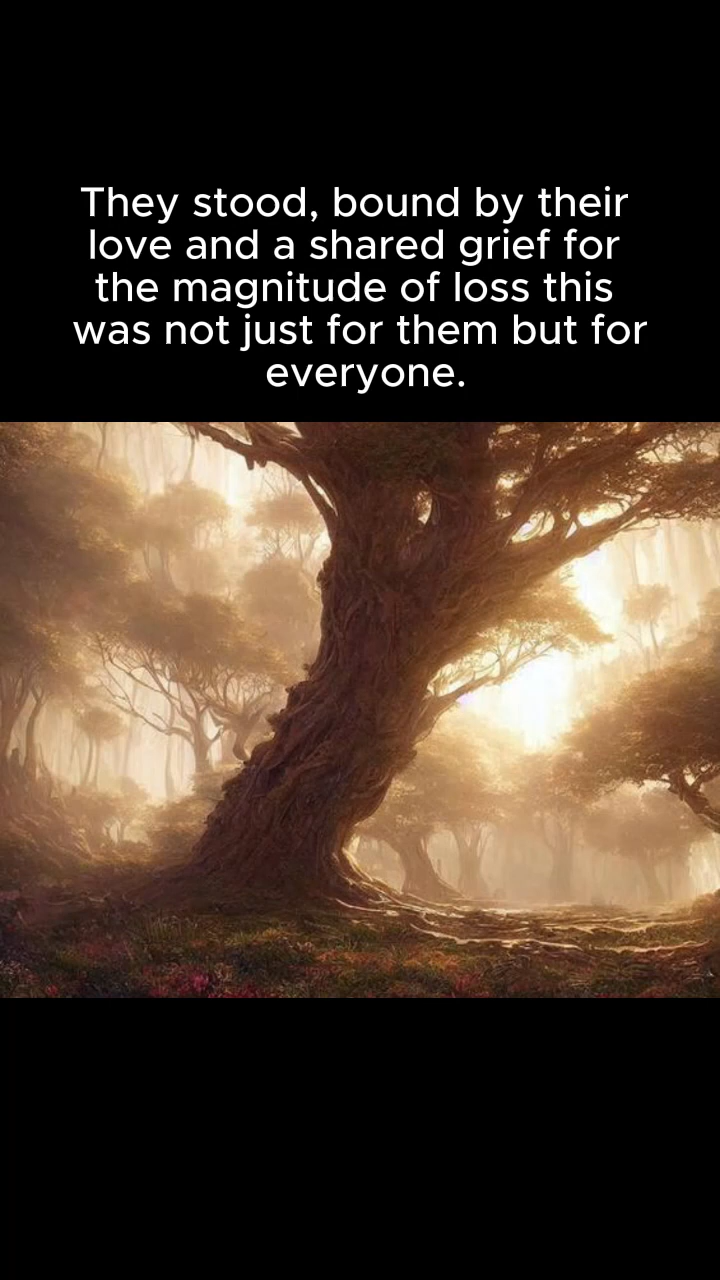 They stood, bound by their
love and a shared grief for
the magnitude of loss this
was not just for them but for
everyone.